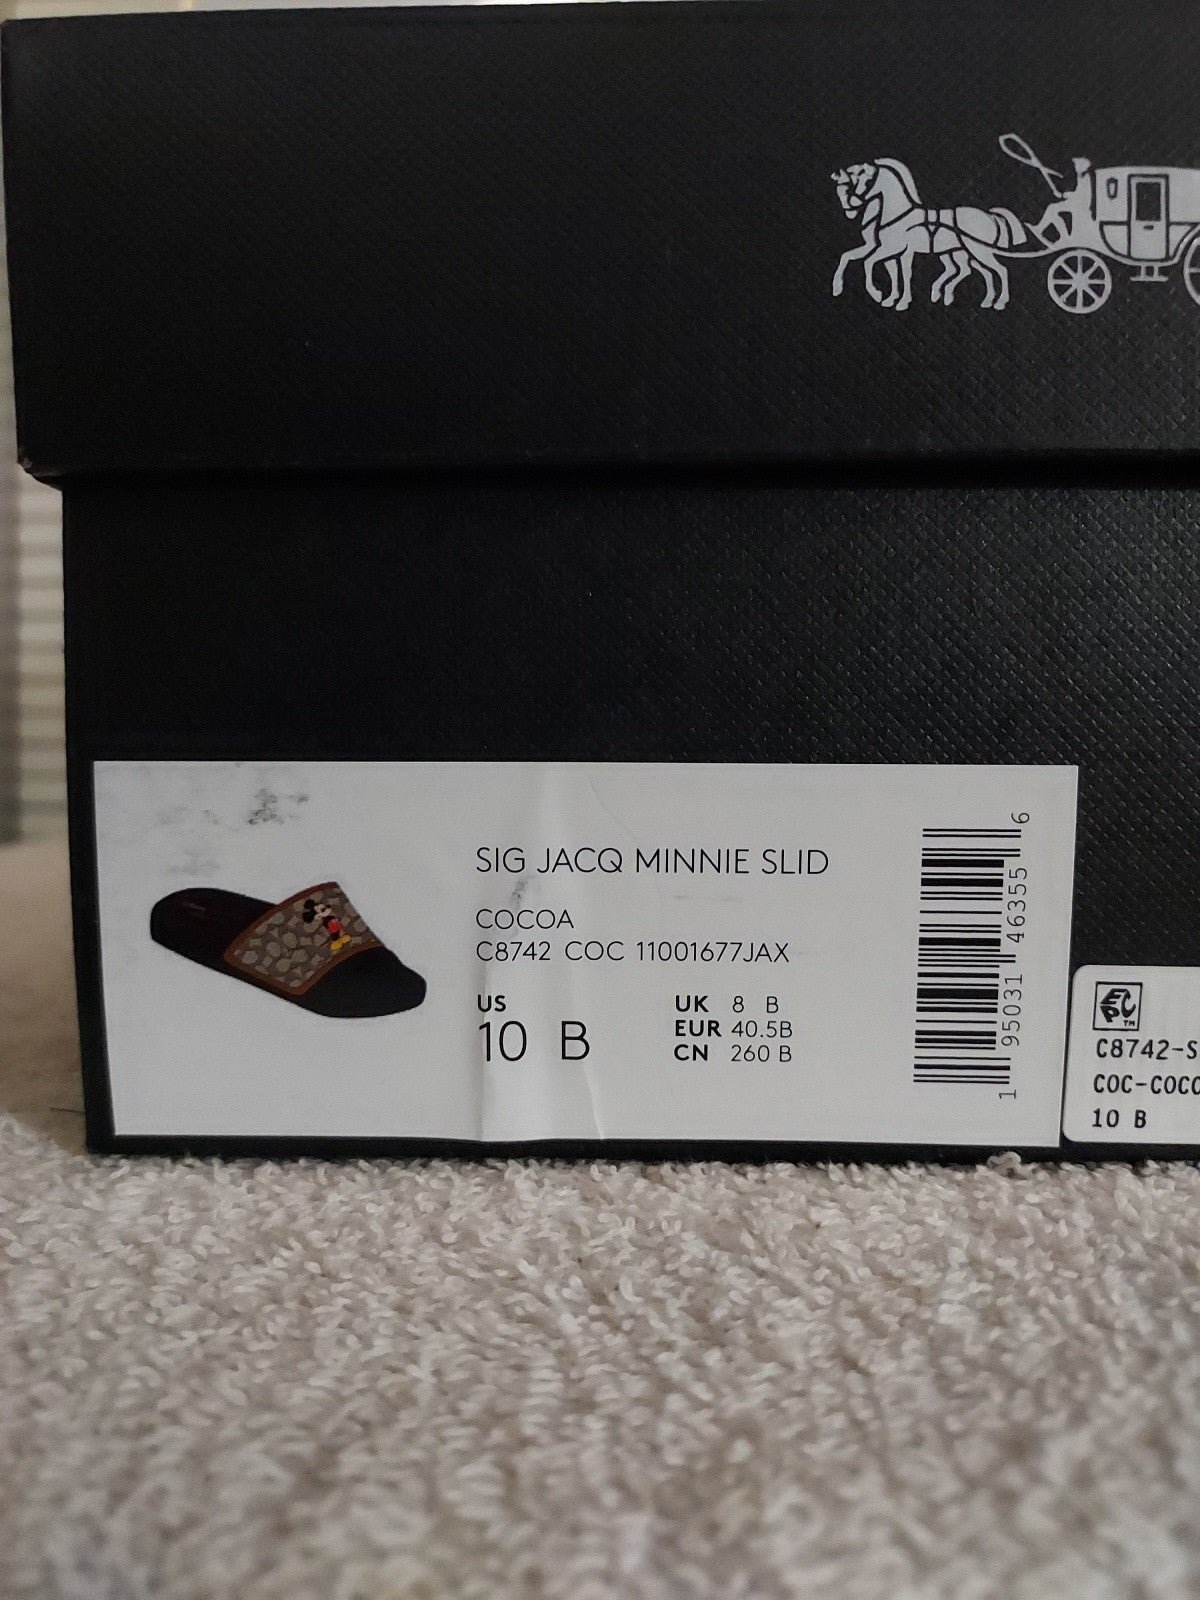 SIG JACQ MINNIE SLID
COCOA
C8742 COC 11001677JAX
US
10 B
UK 8 B
EUR 40.5B
CN 260 B
1 95031 46355 6
EPC™
C8742-S
COC-COCO
10 B